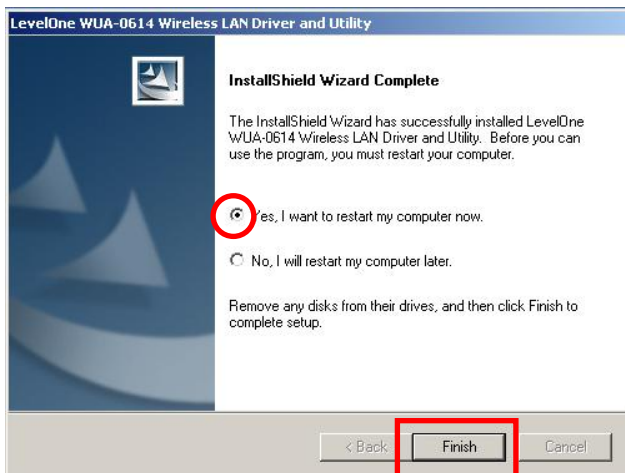 LevelOne WUA-0614 Wireless LAN Driver and Utility
InstallShield Wizard Complete
The InstallShield Wizard has successfully installed LevelOne
WUA-0614 Wireless LAN Driver and Utility. Before you can
use the program, you must restart your computer.
Yes, I want to restart my computer now.
No, I will restart my computer later.
Remove any disks from their drives, and then click Finish to
complete setup.
< Back
Finish
Cancel